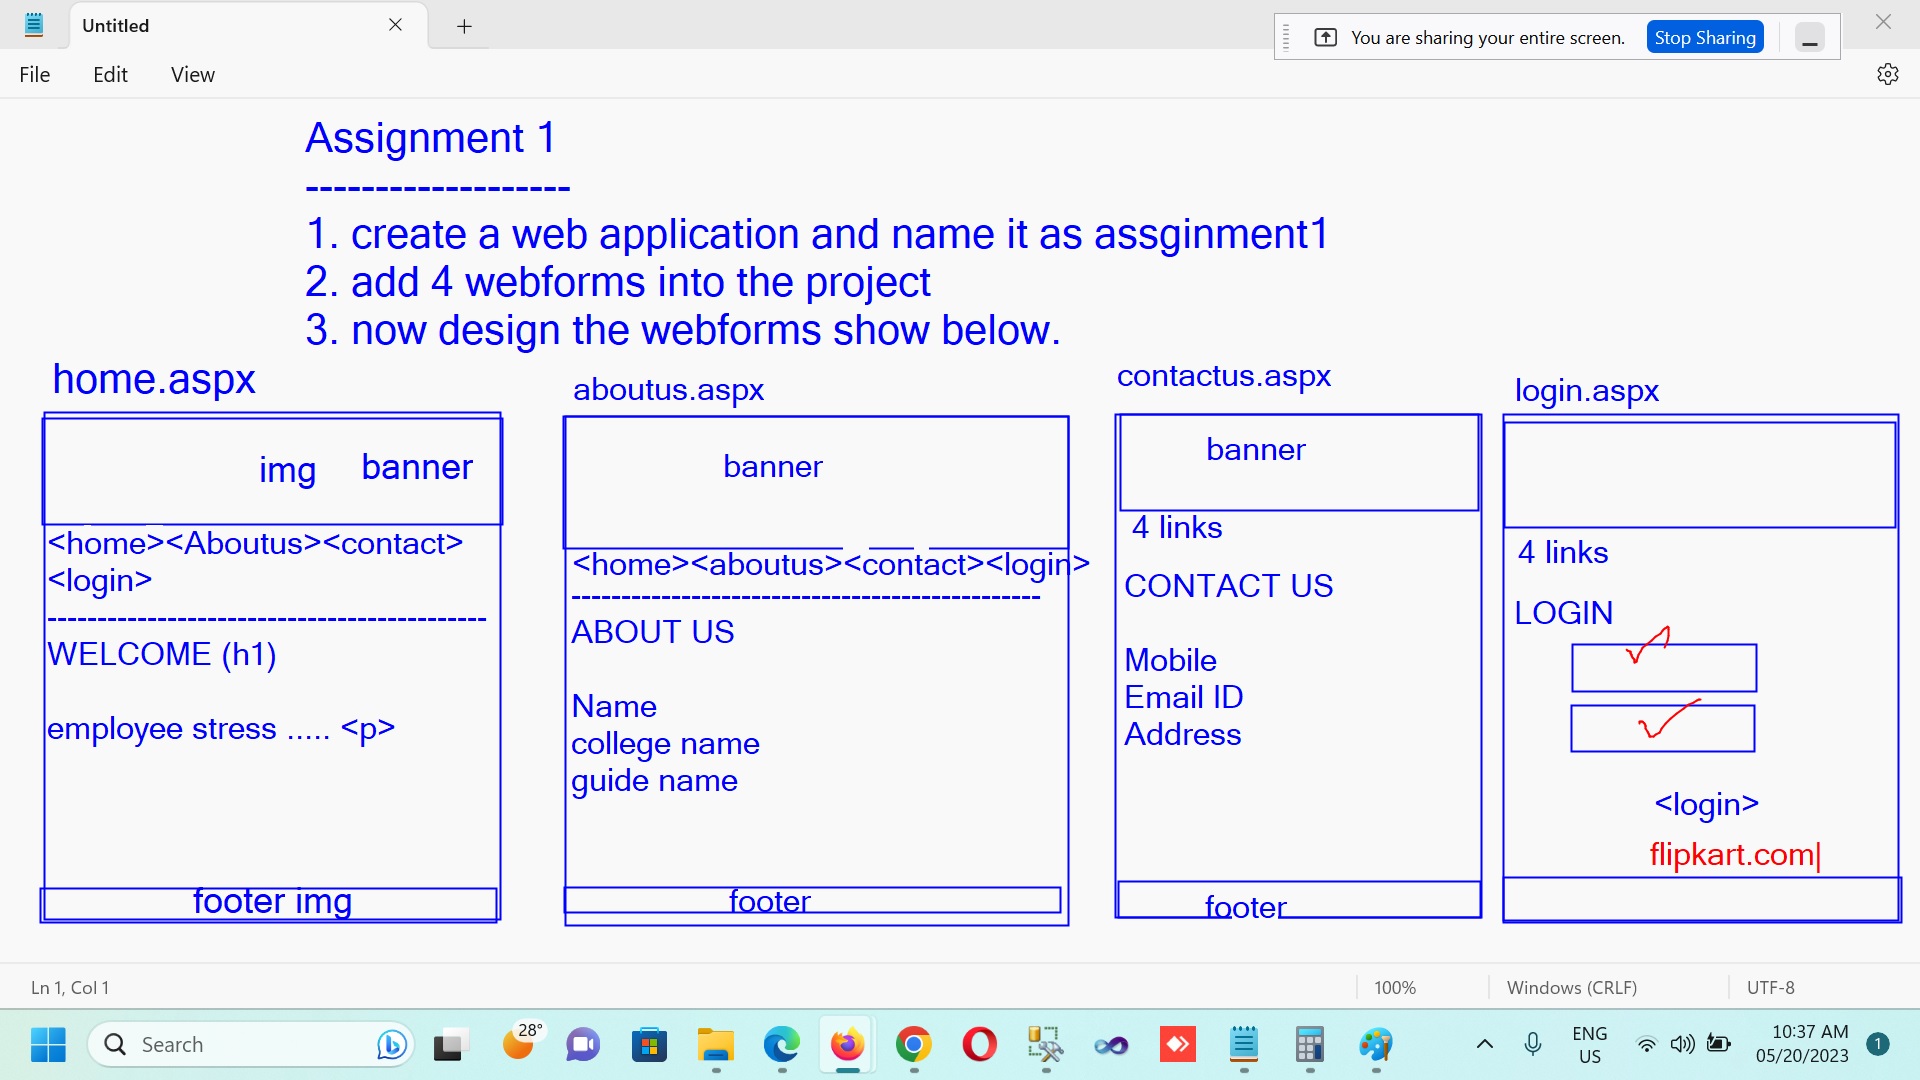 Untitled
You are sharing your entire screen.
Stop Sharing
File Edit View
Assignment 1
-------------------
1. create a web application and name it as assginment1
2. add 4 webforms into the project
3. now design the webforms show below.
home.aspx
img banner
<home><Aboutus><contact>
<login>
--------------------------------------------
WELCOME (h1)
employee stress ..... <p>
footer img
aboutus.aspx
banner
<home><aboutus><contact><login>
-----------------------------------------------
ABOUT US
Name
college name
guide name
footer
contactus.aspx
banner
4 links
CONTACT US
Mobile
Email ID
Address
footer
login.aspx
4 links
LOGIN
<login>
flipkart.com
Ln 1, Col 1
100%
Windows (CRLF)
UTF-8
Search
28°
ENG
US
10:37 AM
05/20/2023
1